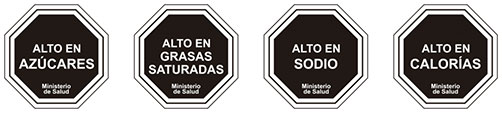 ALTO EN
AZÚCARES
Ministerio
de Salud
ALTO EN
GRASAS
SATURADAS
Ministerio
de Salud
ALTO EN
SODIO
Ministerio
de Salud
ALTO EN
CALORÍAS
Ministerio
de Salud